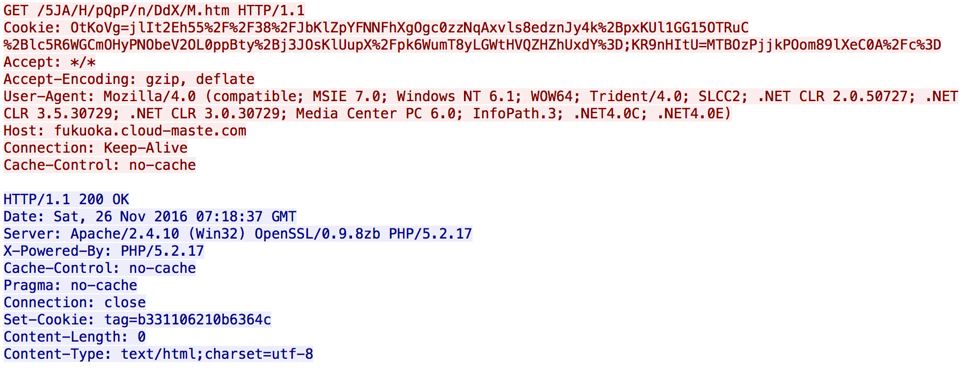 GET /5JA/H/pQpP/n/DdX/M.htm HTTP/1.1
Cookie: OtKoVg=jlIt2Eh55%2F%2F38%2FJbKlZpYFNNFhXgOgc0zzNqAxvls8edznJy4k%2BpxKUl1GG15OTRuC
%2Blc5R6WGCmOHyPNObeV2OL0ppBty%2Bj3JOsKlUupX%2Fpk6WumT8yLGWtHVQZHZhUxdY%3D;KR9nHItU=MTBOzPjjkPOom89lXeC0A%2Fc%3D
Accept: */*
Accept-Encoding: gzip, deflate
User-Agent: Mozilla/4.0 (compatible; MSIE 7.0; Windows NT 6.1; WOW64; Trident/4.0; SLCC2; .NET CLR 2.0.50727; .NET
CLR 3.5.30729; .NET CLR 3.0.30729; Media Center PC 6.0; InfoPath.3; .NET4.0C; .NET4.0E)
Host: fukuoka.cloud-maste.com
Connection: Keep-Alive
Cache-Control: no-cache
HTTP/1.1 200 OK
Date: Sat, 26 Nov 2016 07:18:37 GMT
Server: Apache/2.4.10 (Win32) OpenSSL/0.9.8zb PHP/5.2.17
X-Powered-By: PHP/5.2.17
Cache-Control: no-cache
Pragma: no-cache
Connection: close
Set-Cookie: tag=b331106210b6364c
Content-Length: 0
Content-Type: text/html;charset=utf-8